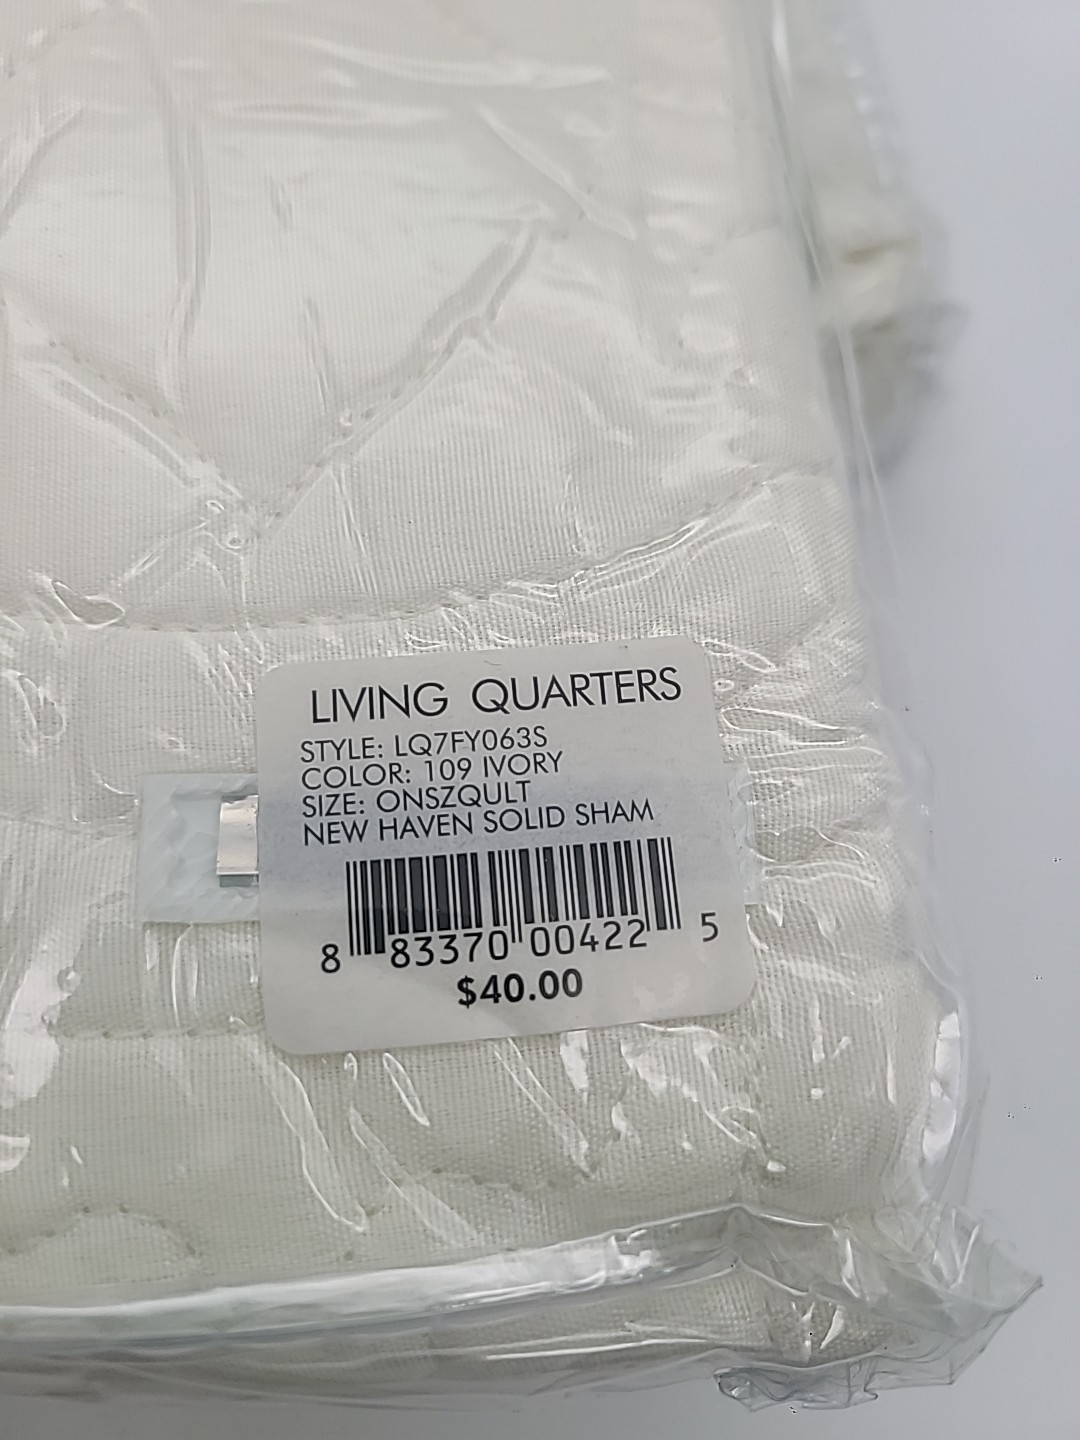 LIVING QUARTERS
STYLE: LQ7FY063S
COLOR: 109 IVORY
SIZE: ONSZQULT
NEW HAVEN SOLID SHAM
8 83370 00422 5
$40.00